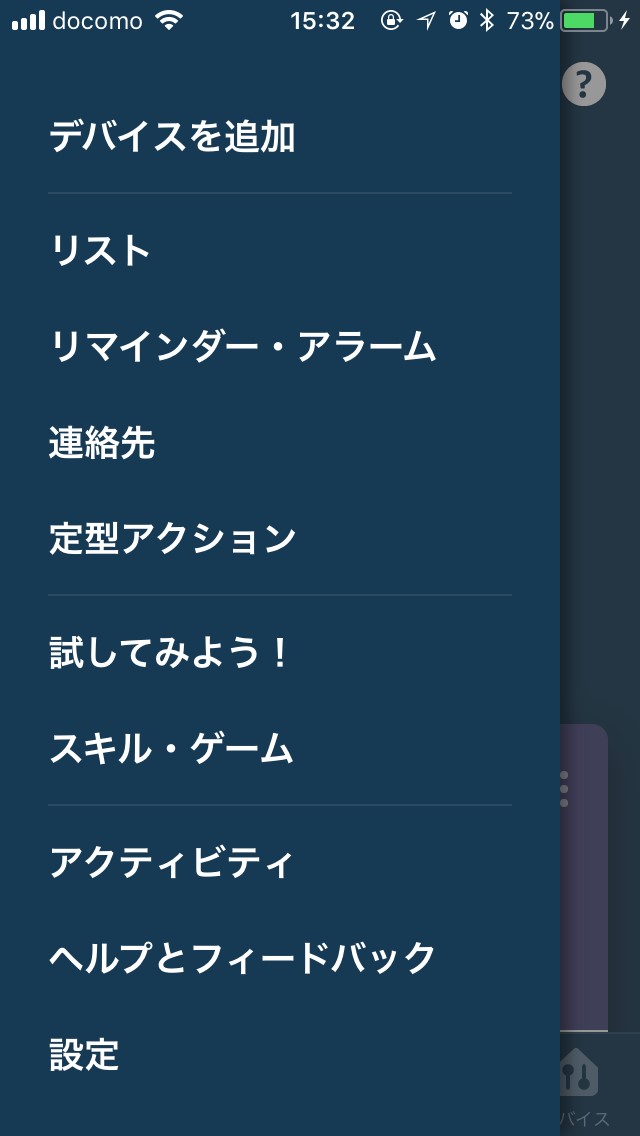 docomo 15:32 73%
?
デバイスを追加
リスト
リマインダー・アラーム
連絡先
定型アクション
試してみよう！
スキル・ゲーム
アクティビティ
ヘルプとフィードバック
設定
バイス